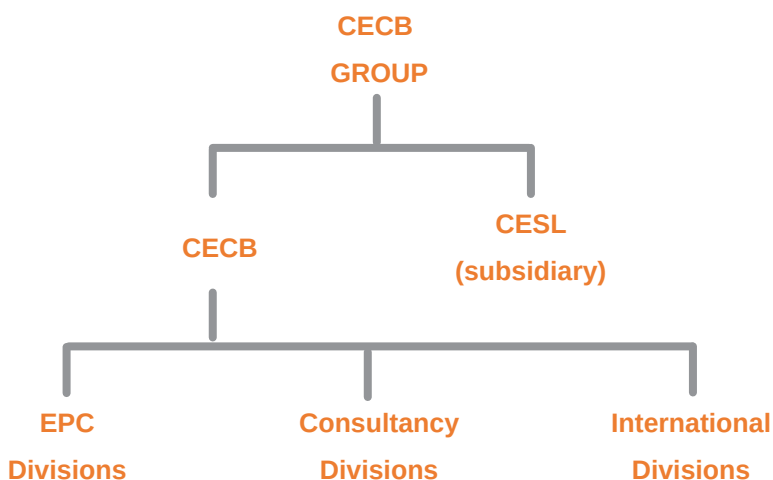 CECB
GROUP
CECB
CESL
(subsidiary)
EPC
Divisions
Consultancy
Divisions
International
Divisions